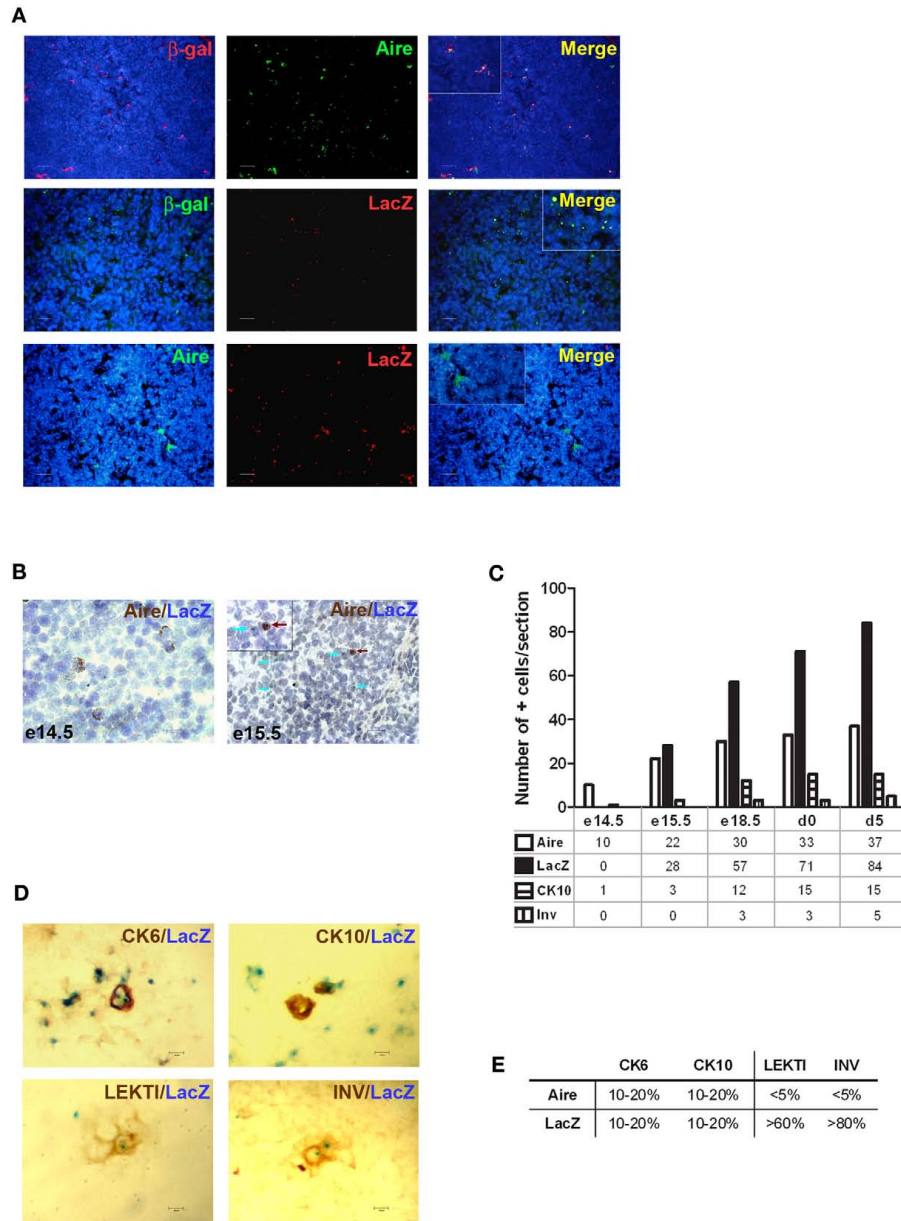 A
β-gal
Aire
Merge
β-gal
LacZ
Merge
Aire
LacZ
Merge
B
Aire/LacZ
e14.5
Aire/LacZ
e15.5
C
Number of + cells/section
100
80
60
40
20
0
e14.5 e15.5 e18.5 d0 d5
Aire 10 22 30 33 37
LacZ 0 28 57 71 84
CK10 1 3 12 15 15
Inv 0 0 3 3 5
D
CK6/LacZ
CK10/LacZ
LEKTI/LacZ
INV/LacZ
E
CK6 CK10 LEKTI INV
Aire 10-20% 10-20% <5% <5%
LacZ 10-20% 10-20% >60% >80%